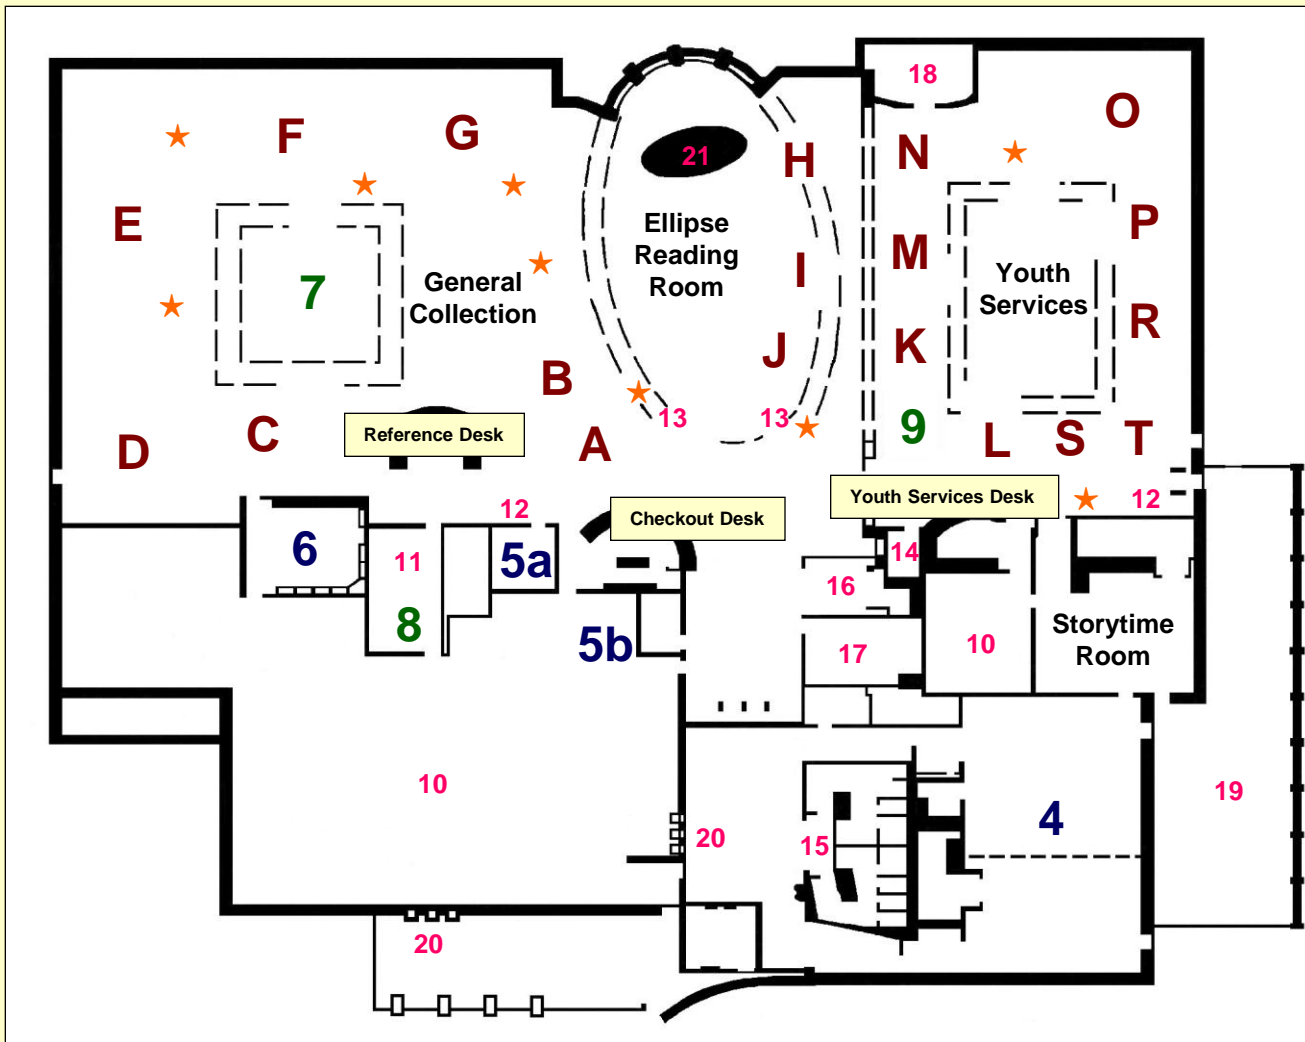 18
O
F
G
N
H
21
E
P
Ellipse
Reading
Room
M
I
Youth
Services
7
General
Collection
R
K
J
B
13
13
9
C
Reference Desk
A
L
S
T
D
Youth Services Desk
12
12
Checkout Desk
6
11
5a
14
16
8
5b
17
10
Storytime
Room
10
20
15
4
19
20